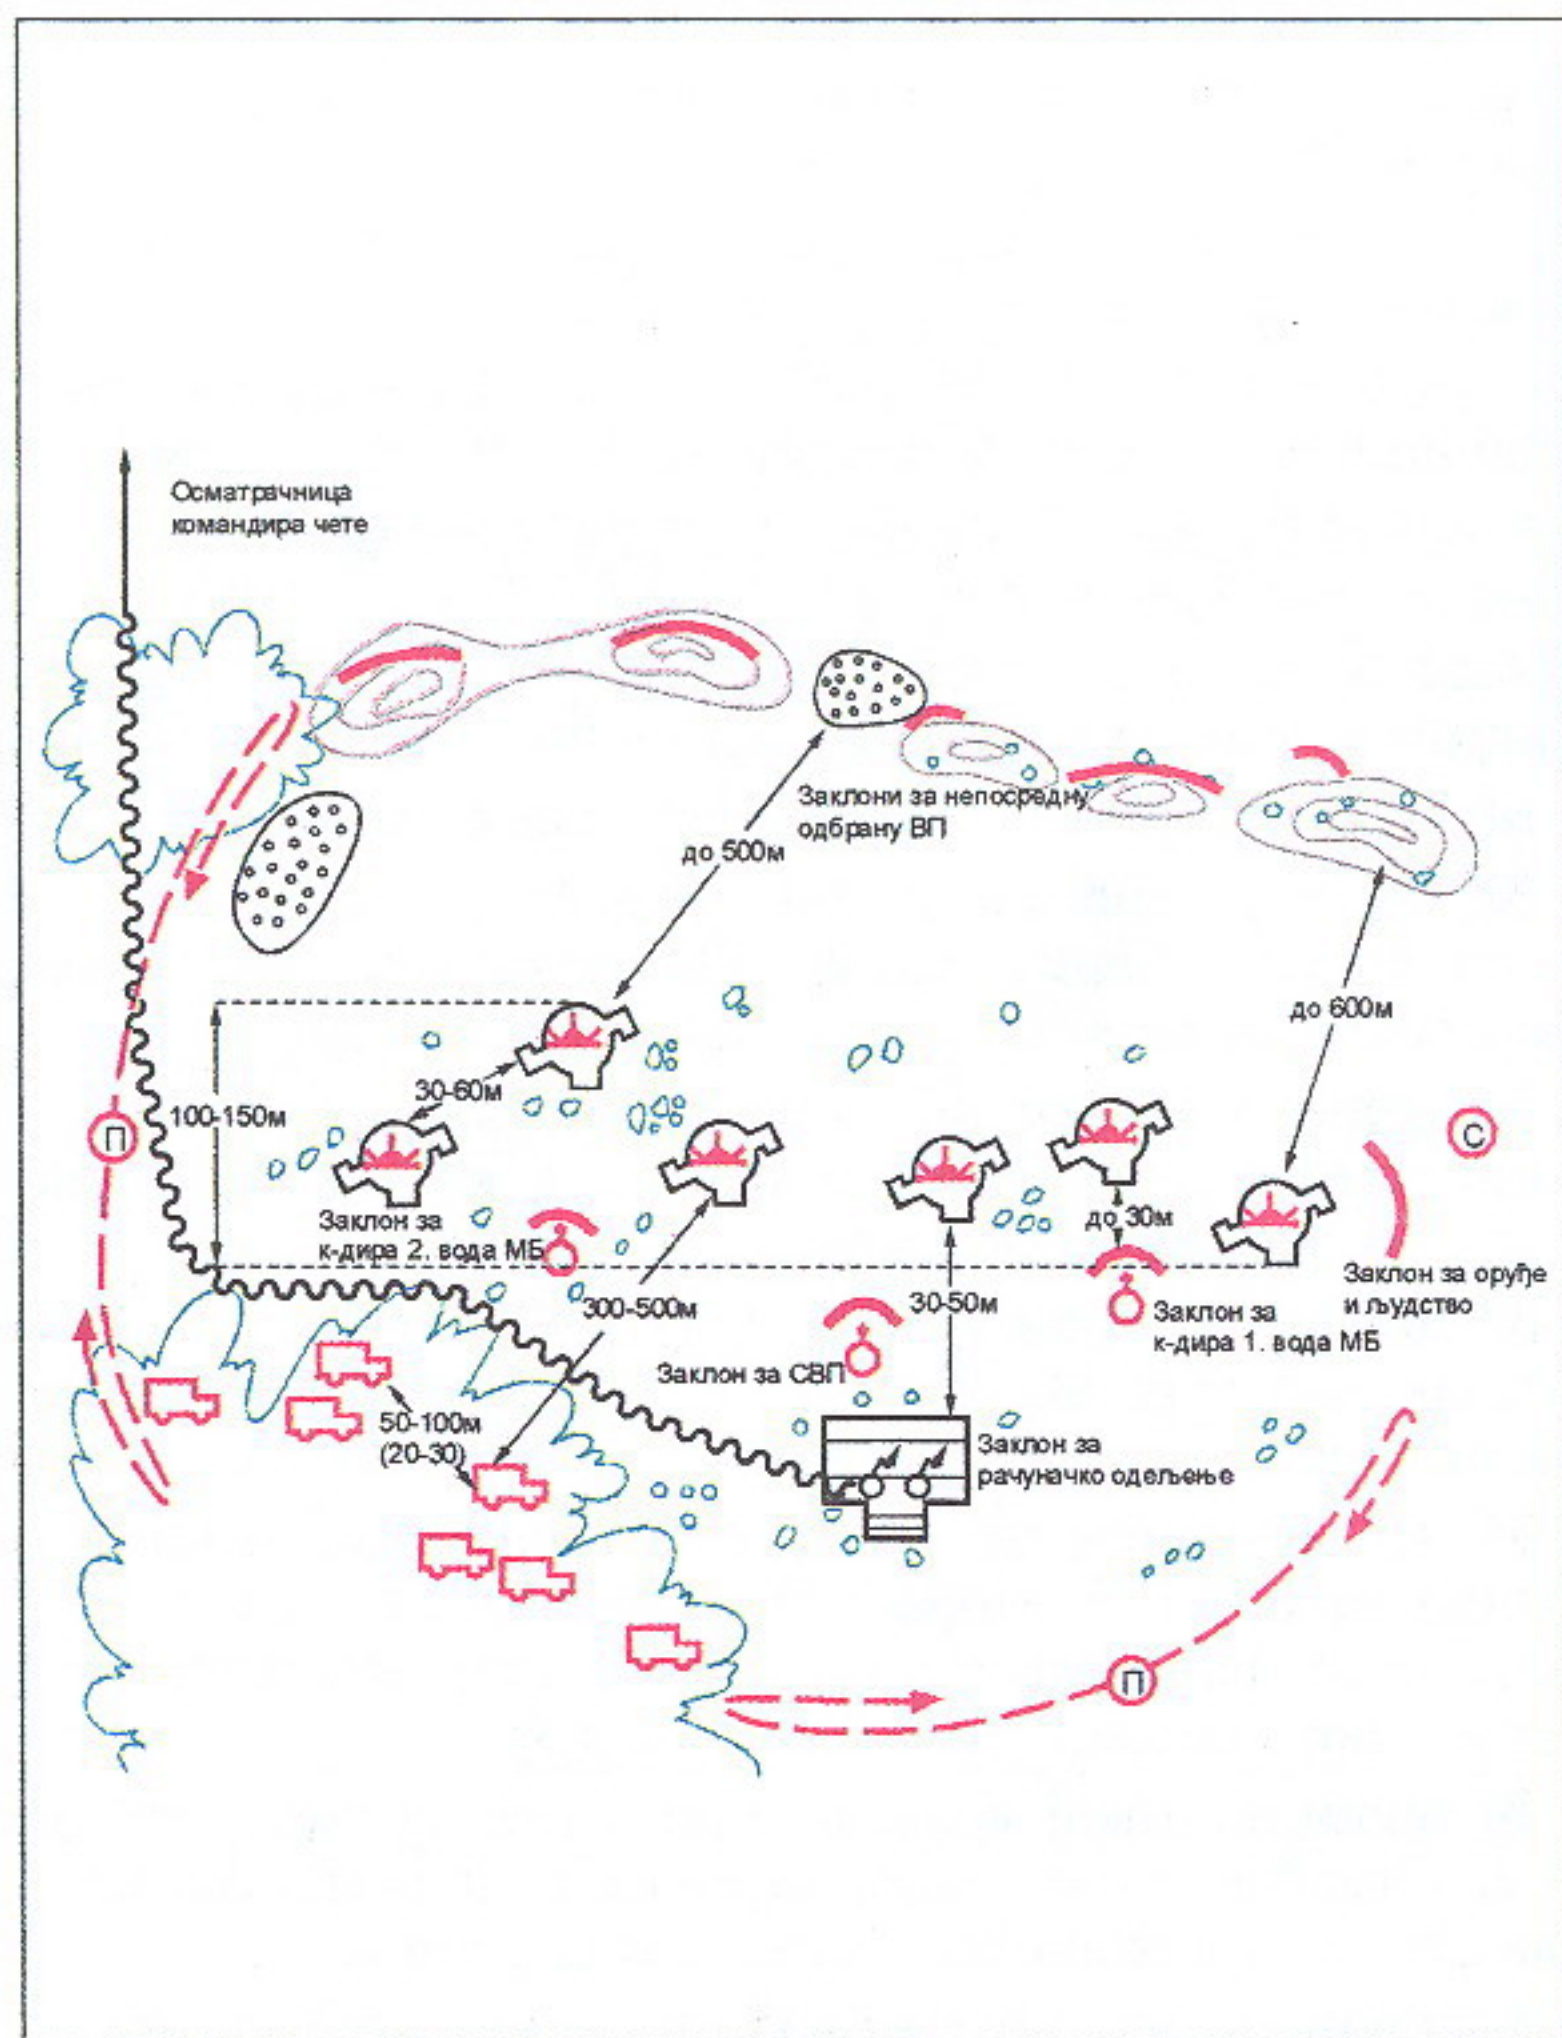 Осматрачница
командира чете
Заклони за непосредну
одбрану ВП
до 500м
до 600м
30-60м
100-150м
П
С
Заклон за
к-дира 2. вода МБ
до 30м
Заклон за оруђе
и људство
300-500м
30-50м
Заклон за
к-дира 1. вода МБ
Заклон за СВП
50-100м
(20-30)
Заклон за
рачуначко одељење
П